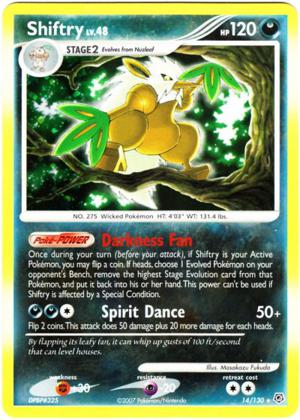 Shiftry LV.48 HP 120
STAGE2 Evolves from Nuzleaf
NO. 275 Wicked Pokémon HT: 4'03" WT: 131.4 lbs.
Poké-POWER Darkness Fan
Once during your turn (before your attack), if Shiftry is your Active
Pokémon, you may flip a coin. If heads, choose 1 Evolved Pokémon on your
opponent's Bench, remove the highest Stage Evolution card from that
Pokémon, and put it back into his or her hand. This power can't be used if
Shiftry is affected by a Special Condition.
Spirit Dance 50+
Flip 2 coins. This attack does 50 damage plus 20 more damage for each heads.
By flapping its leafy fan, it can whip up gusts of 100 ft/second
that can level houses.
Illus. Masakazu Fukuda
DPBP#325
weakness +30 resistance -20 retreat cost
©2007 Pokémon/Nintendo 14/130